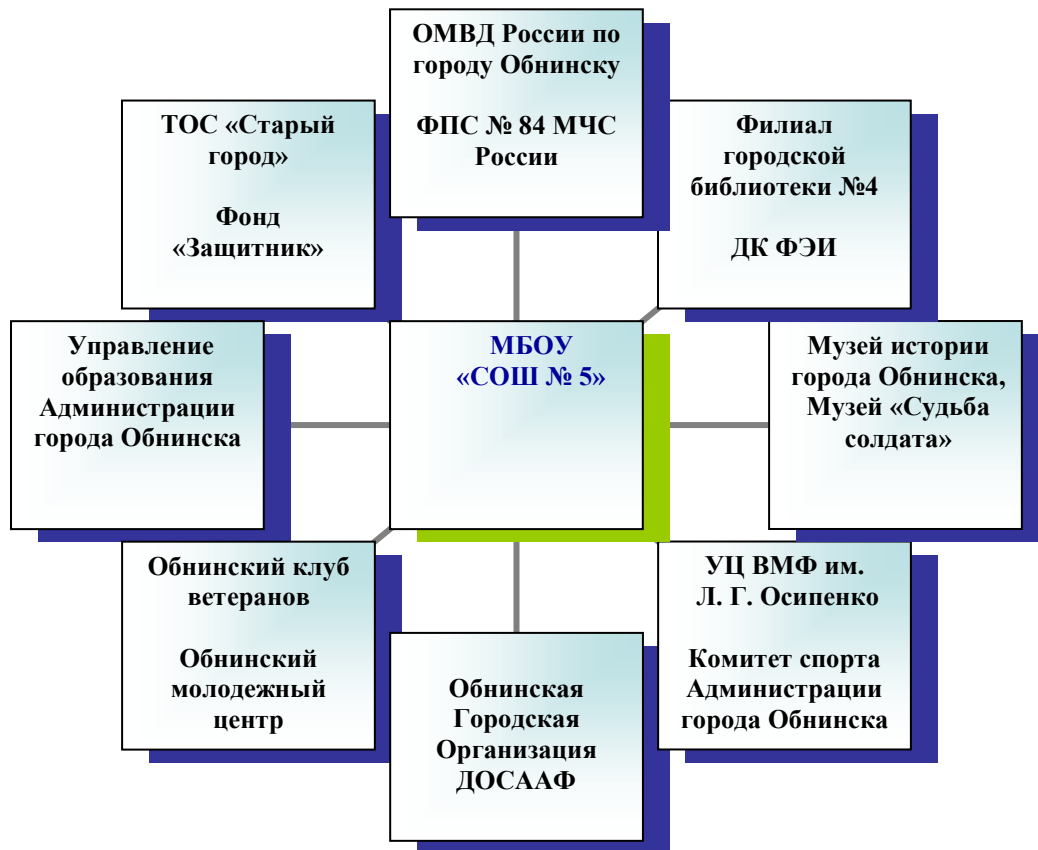 ОМВД России по
городу Обнинску
ФПС № 84 МЧС
России
ТОС «Старый
город»
Фонд
«Защитник»
Филиал
городской
библиотеки №4
ДК ФЭИ
Управление
образования
Администрации
города Обнинска
МБОУ
«СОШ № 5»
Музей истории
города Обнинска,
Музей «Судьба
солдата»
Обнинский клуб
ветеранов
Обнинский
молодежный
центр
Обнинская
Городская
Организация
ДОСААФ
УЦ ВМФ им.
Л. Г. Осипенко
Комитет спорта
Администрации
города Обнинска